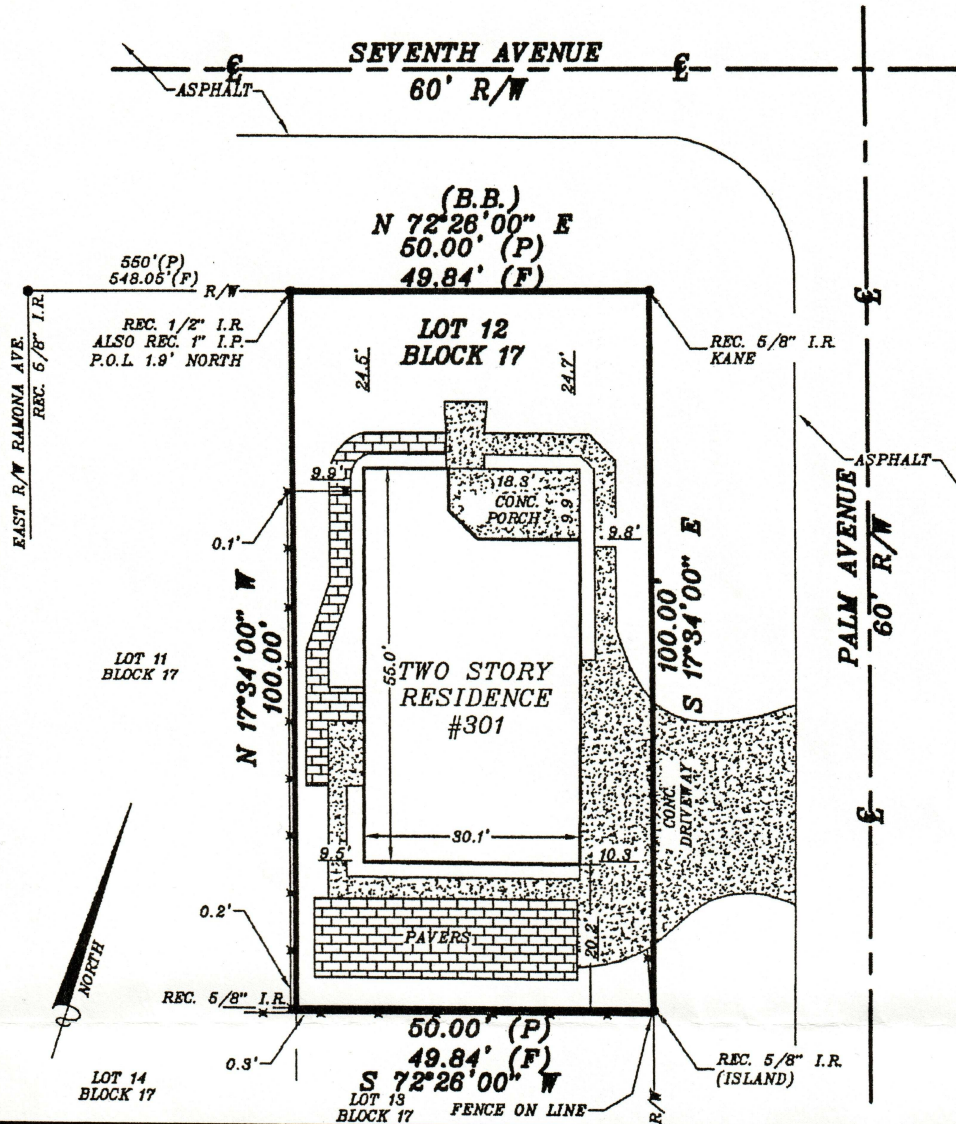 SEVENTH AVENUE
60' R/W
ASPHALT
(B.B.)
N 72°26'00" E
50.00' (P)
49.84' (F)
550'(P)
548.05'(F)
R/W
EAST R/W RAMONA AVE.
REC. 5/8" I.R.
REC. 1/2" I.R.
ALSO REC. 1" I.P.
P.O.L. 1.9' NORTH
LOT 12
BLOCK 17
REC. 5/8" I.R.
KANE
24.5'
24.7'
ASPHALT
PALM AVENUE
60' R/W
9.9'
18.3'
CONC.
PORCH
9.9'
9.8'
0.1'
N 17°34'00" W
100.00'
100.00'
S 17°34'00" E
LOT 11
BLOCK 17
55.0'
TWO STORY
RESIDENCE
#301
CONC.
DRIVEWAY
30.1'
9.5'
10.3'
0.2'
PAVERS
20.2'
NORTH
REC. 5/8" I.R.
0.3'
50.00' (P)
49.84' (F)
S 72°26'00" W
REC. 5/8" I.R.
(ISLAND)
LOT 14
BLOCK 17
LOT 13
BLOCK 17
FENCE ON LINE
R/W